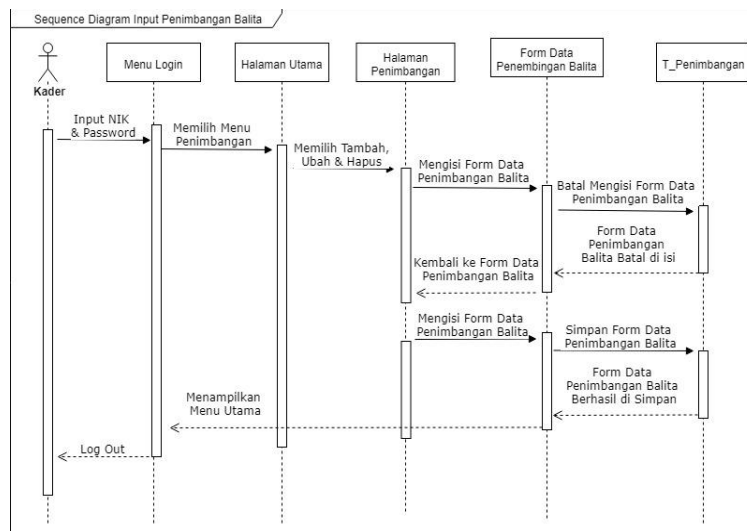 Sequence Diagram Input Penimbangan Balita
Kader
Menu Login
Halaman Utama
Halaman
Penimbangan
Form Data
Penembingan Balita
T_Penimbangan
Input NIK
& Password
Memilih Menu
Penimbangan
Memilih Tambah,
Ubah & Hapus
Mengisi Form Data
Penimbangan Balita
Batal Mengisi Form Data
Penimbangan Balita
Form Data
Penimbangan
Balita Batal di isi
Kembali ke Form Data
Penimbangan Balita
Mengisi Form Data
Penimbangan Balita
Simpan Form Data
Penimbangan Balita
Form Data
Penimbangan Balita
Berhasil di Simpan
Menampilkan
Menu Utama
Log Out